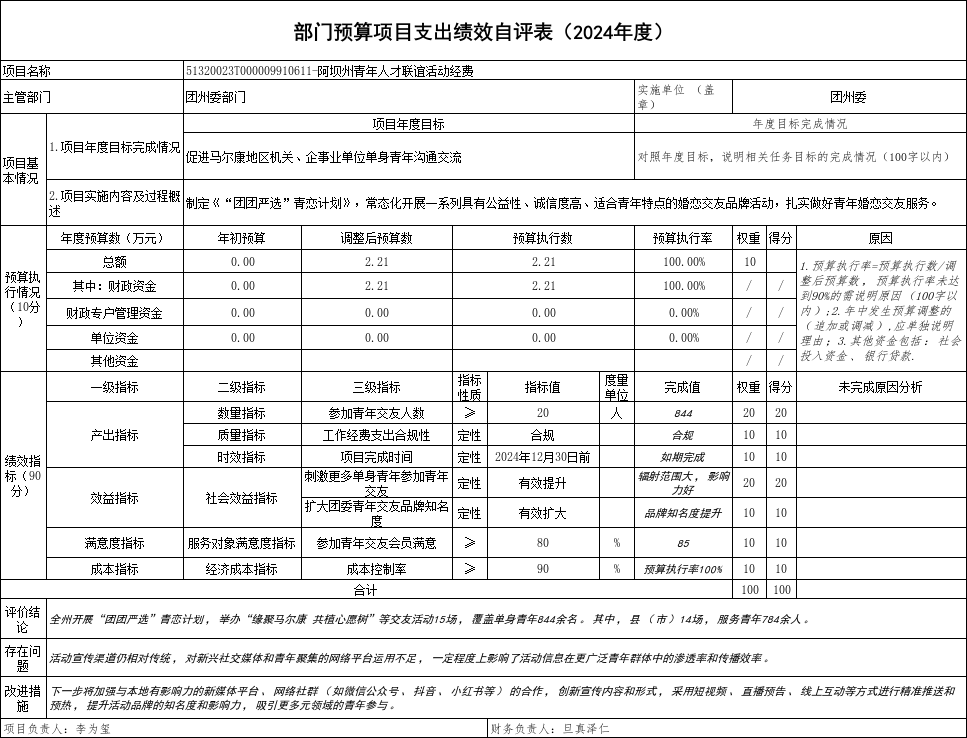 部门预算项目支出绩效自评表（2024年度）
项目名称 51320023T000009910611-阿坝州青年人才联谊活动经费
主管部门 团州委部门 实施单位 （盖章） 团州委
项目基本情况 1.项目年度目标完成情况 项目年度目标 年度目标完成情况
促进马尔康地区机关、企事业单位单身青年沟通交流 对照年度目标，说明相关任务目标的完成情况（100字以内）
2.项目实施内容及过程概述 制定《“团团严选”青恋计划》，常态化开展一系列具有公益性、诚信度高、适合青年特点的婚恋交友品牌活动，扎实做好青年婚恋交友服务。
预算执行情况（10分） 年度预算数（万元） 年初预算 调整后预算数 预算执行数 预算执行率 权重 得分 原因
总额 0.00 2.21 2.21 100.00% 10
其中：财政资金 0.00 2.21 2.21 100.00% / /
财政专户管理资金 0.00 0.00 0.00 0.00% / /
单位资金 0.00 0.00 0.00 0.00% / /
其他资金 / /
1.预算执行率=预算执行数/调整后预算数，预算执行率未达到90%的需说明原因（100字以内）;2.年中发生预算调整的（追加或调减）,应单独说明理由；3.其他资金包括：社会投入资金、银行贷款.
绩效指标（90分） 一级指标 二级指标 三级指标 指标性质 指标值 度量单位 完成值 权重 得分 未完成原因分析
产出指标 数量指标 参加青年交友人数 ≥ 20 人 844 20 20
质量指标 工作经费支出合规性 定性 合规 合规 10 10
时效指标 项目完成时间 定性 2024年12月30日前 如期完成 10 10
效益指标 社会效益指标 刺激更多单身青年参加青年交友 定性 有效提升 辐射范围大，影响力好 20 20
扩大团委青年交友品牌知名度 定性 有效扩大 品牌知名度提升 10 10
满意度指标 服务对象满意度指标 参加青年交友会员满意 ≥ 80 % 85 10 10
成本指标 经济成本指标 成本控制率 ≥ 90 % 预算执行率100% 10 10
合计 100 100
评价结论 全州开展“团团严选”青恋计划，举办“缘聚马尔康 共植心愿树”等交友活动15场，覆盖单身青年844余名。其中，县（市）14场，服务青年784余人。
存在问题 活动宣传渠道仍相对传统，对新兴社交媒体和青年聚集的网络平台运用不足，一定程度上影响了活动信息在更广泛青年群体中的渗透率和传播效率。
改进措施 下一步将加强与本地有影响力的新媒体平台、网络社群（如微信公众号、抖音、小红书等）的合作，创新宣传内容和形式，采用短视频、直播预告、线上互动等方式进行精准推送和预热，提升活动品牌的知名度和影响力，吸引更多元领域的青年参与。
项目负责人：李为玺 财务负责人：旦真泽仁